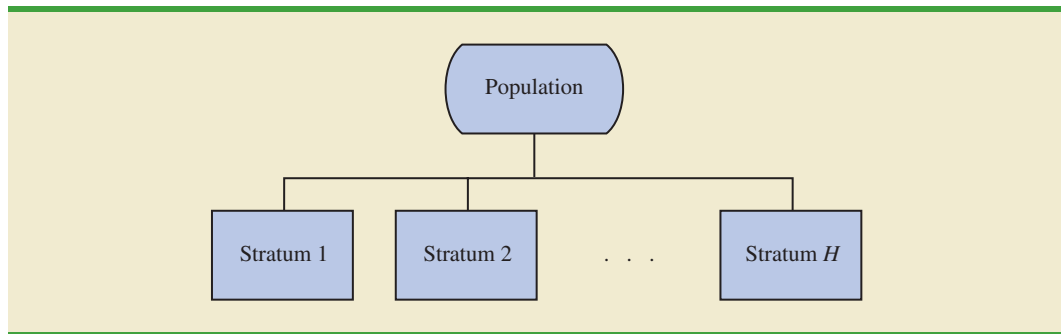 Population
Stratum 1
Stratum 2
. . .
Stratum H